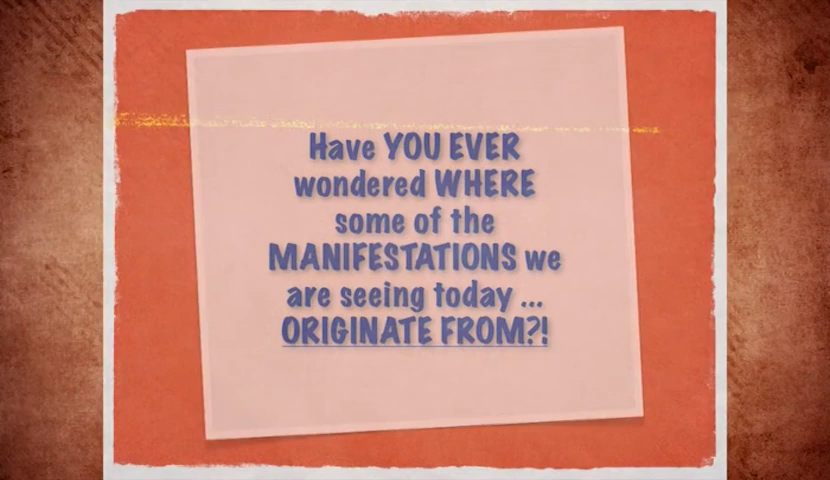 Have YOU EVER
wondered WHERE
some of the
MANIFESTATIONS we
are seeing today ...
ORIGINATE FROM?!